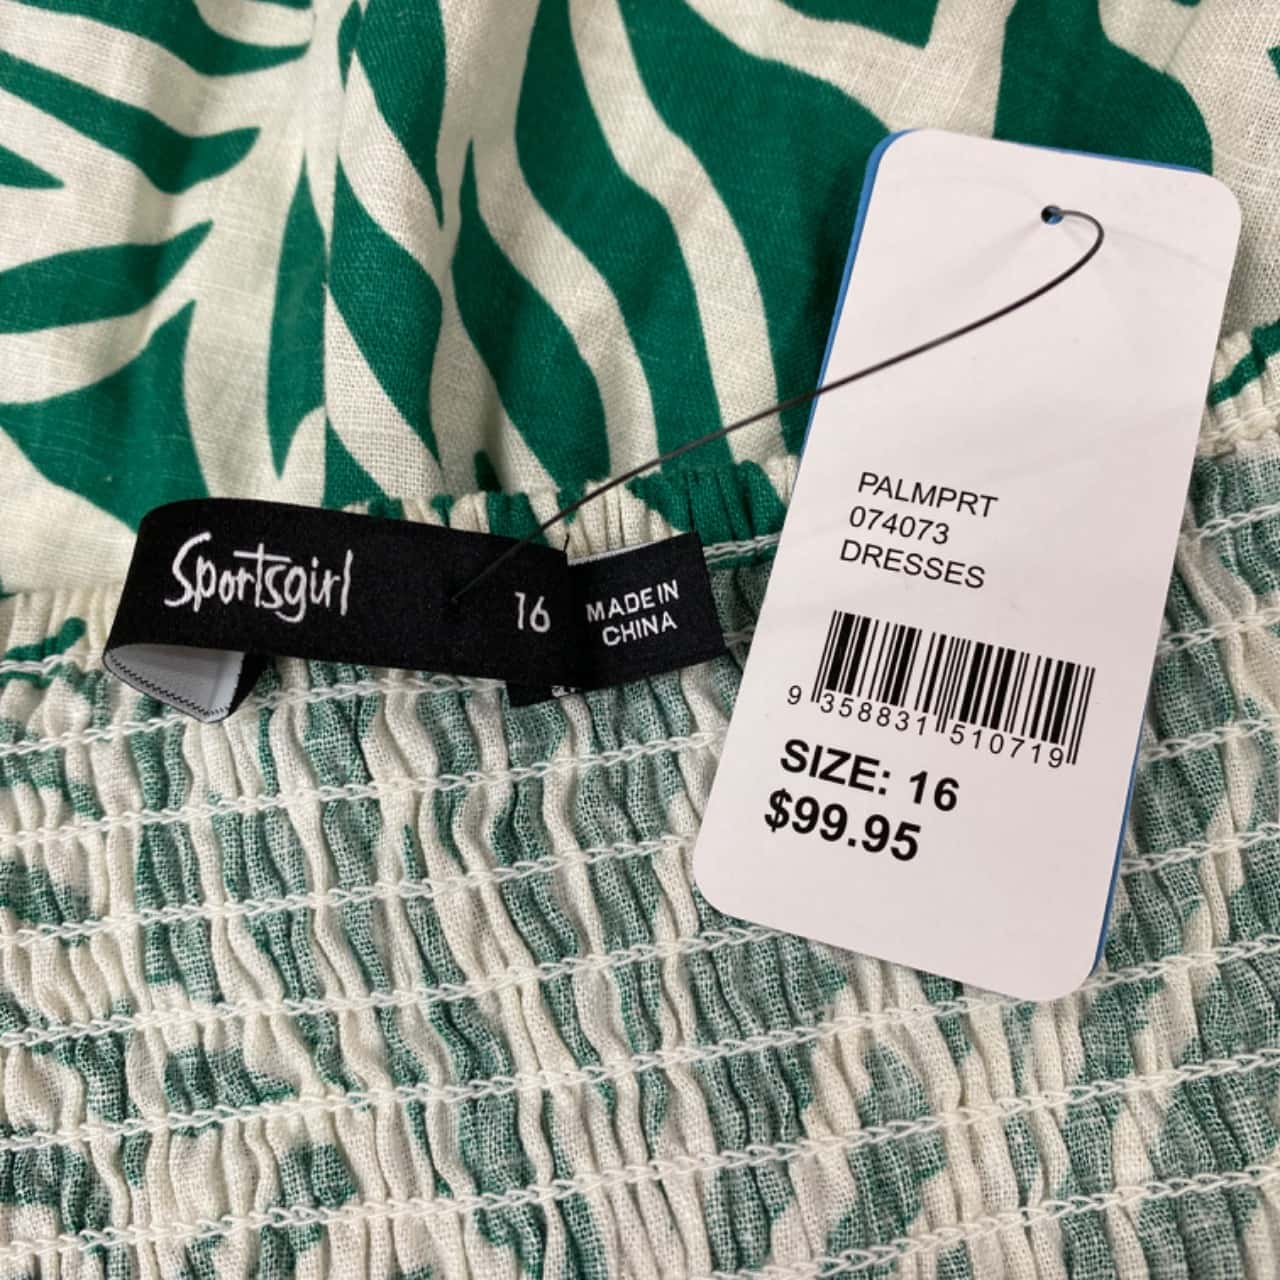 Sportsgirl
16
MADE IN
CHINA
PALMPRT
074073
DRESSES
9 358831 510719
SIZE: 16
$99.95